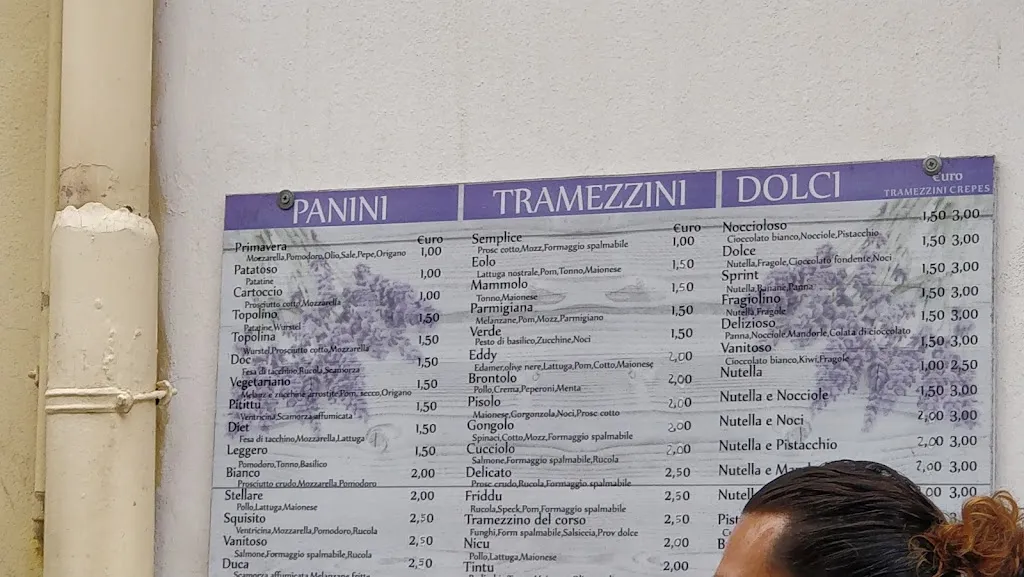 PANINI
Euro
Primavera 1,00
Mozzarella,Pomodoro,Olio,Sale,Pepe,Origano
Patatoso 1,00
Patatine
Cartoccio 1,00
Prosciutto cotto,Mozzarella
Topolino 1,50
Patatine,Wurstel
Topolina 1,50
Wurstel,Prosciutto cotto,Mozzarella
Doc 1,50
Fesa di tacchino,Rucola,Scamorza
Vegetariano 1,50
Melanz e zucchine arrostite,Pom secco,Origano
Pitittu 1,50
Ventricina,Scamorza affumicata
Diet 1,50
Fesa di tacchino,Mozzarella,Lattuga
Leggero 1,50
Pomodoro,Tonno,Basilico
Bianco 2,00
Prosciutto crudo,Mozzarella,Pomodoro
Stellare 2,00
Pollo,Lattuga,Maionese
Squisito 2,50
Ventricina,Mozzarella,Pomodoro,Rucola
Vanitoso 2,50
Salmone,Formaggio spalmabile,Rucola
Duca 2,50
Scamorza affumicata,Melanzane fritte
TRAMEZZINI
Euro
Semplice 1,00
Prosc cotto,Mozz,Formaggio spalmabile
Eolo 1,50
Lattuga nostrale,Pom,Tonno,Maionese
Mammolo 1,50
Tonno,Maionese
Parmigiana 1,50
Melanzane,Pom,Mozz,Parmigiano
Verde 1,50
Pesto di basilico,Zucchine,Noci
Eddy 2,00
Edamer,olive nere,Lattuga,Pom,Cotto,Maionese
Brontolo 2,00
Pollo,Crema,Peperoni,Menta
Pisolo 2,00
Maionese,Gorgonzola,Noci,Prosc cotto
Gongolo 2,00
Spinaci,Cotto,Mozz,Formaggio spalmabile
Cucciolo 2,00
Salmone,Formaggio spalmabile,Rucola
Delicato 2,50
Prosc crudo,Rucola,Formaggio spalmabile
Friddu 2,50
Rucola,Speck,Pom,Formaggio spalmabile
Tramezzino del corso 2,50
Funghi,Form spalmabile,Salsiccia,Prov dolce
Nicu 2,00
Pollo,Lattuga,Maionese
Tintu 2,00
DOLCI
Euro
TRAMEZZINI CREPES
Noccioloso 1,50 3,00
Cioccolato bianco,Nocciole,Pistacchio
Dolce 1,50 3,00
Nutella,Fragole,Cioccolato fondente,Noci
Sprint 1,50 3,00
Nutella,Banane,Panna
Fragiolino 1,50 3,00
Nutella,Fragole
Delizioso 1,50 3,00
Panna,Nocciole,Mandorle,Colata di cioccolato
Vanitoso 1,50 3,00
Cioccolato bianco,Kiwi,Fragole
Nutella 1,00 2,50
Nutella e Nocciole 1,50 3,00
Nutella e Noci 2,00 3,00
Nutella e Pistacchio 2,00 3,00
Nutella e 2,00 3,00
3,00